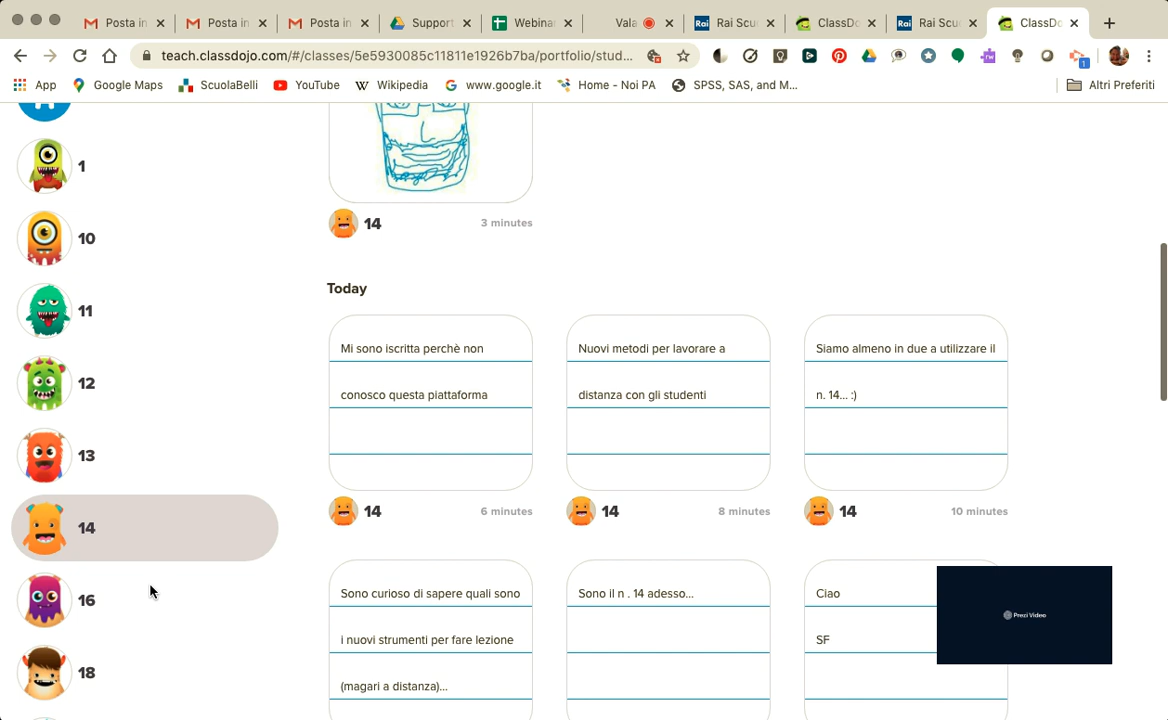 Posta in
Posta in
Posta in
Support
Webinar
Vala
Rai
Rai Scu
ClassDo
Rai
Rai Scu
ClassDo
teach.classdojo.com/#/classes/5e5930085c11811e1926b7ba/portfolio/stud...
1
App
Google Maps
ScuolaBelli
YouTube
W Wikipedia
G www.google.it
Home - Noi PA
SPSS, SAS, and M...
Altri Preferiti
1
10
11
12
13
14
16
18
14
3 minutes
Today
Mi sono iscritta perchè non
conosco questa piattaforma
14
6 minutes
Nuovi metodi per lavorare a
distanza con gli studenti
14
8 minutes
Siamo almeno in due a utilizzare il
n. 14... :)
14
10 minutes
Sono curioso di sapere quali sono
i nuovi strumenti per fare lezione
(magari a distanza)...
Sono il n . 14 adesso...
Ciao
SF
Prezi Video